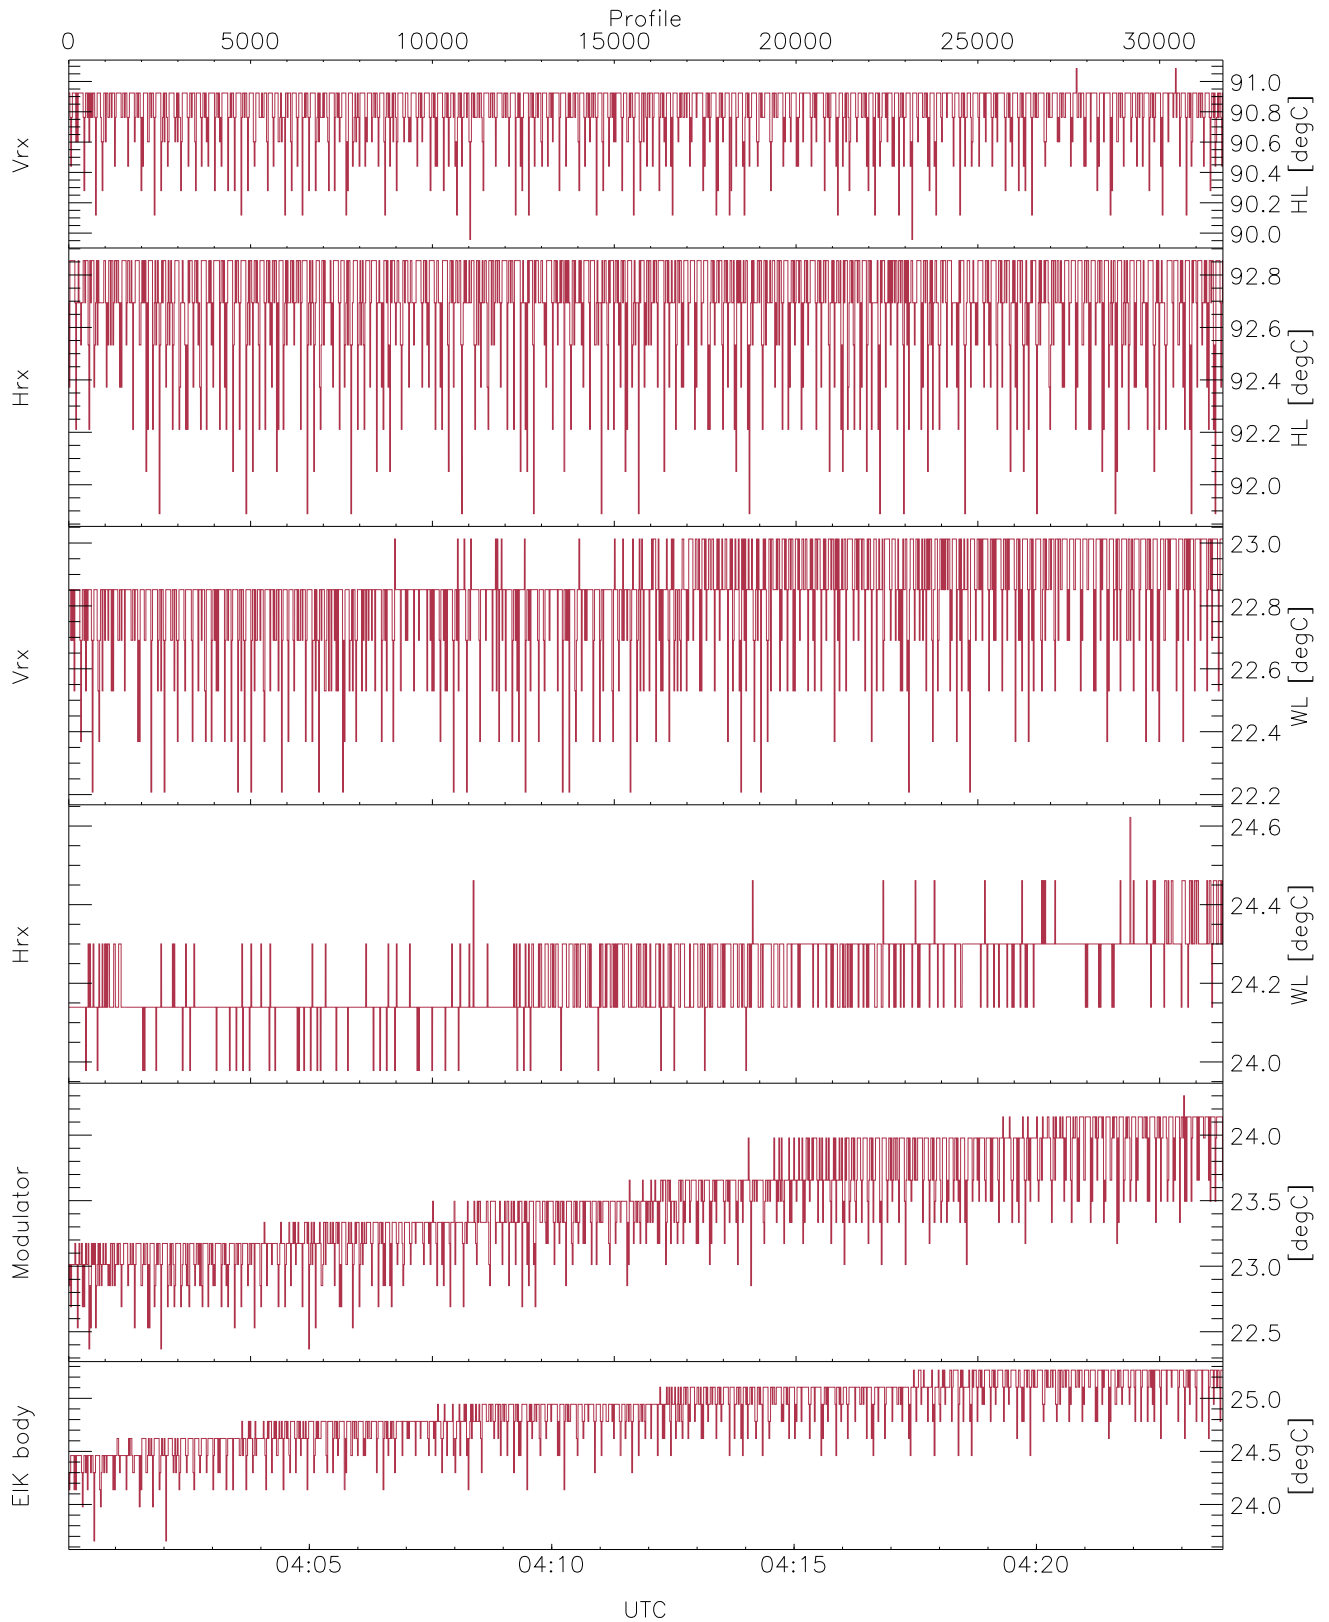 Profile
0 5000 10000 15000 20000 25000 30000
Vrx
91.0
90.8
90.6
90.4
90.2
90.0
HL [degC]
Hrx
92.8
92.6
92.4
92.2
92.0
HL [degC]
Vrx
23.0
22.8
22.6
22.4
22.2
WL [degC]
Hrx
24.6
24.4
24.2
24.0
WL [degC]
Modulator
24.0
23.5
23.0
22.5
[degC]
EIK body
25.0
24.5
24.0
[degC]
04:05 04:10 04:15 04:20
UTC